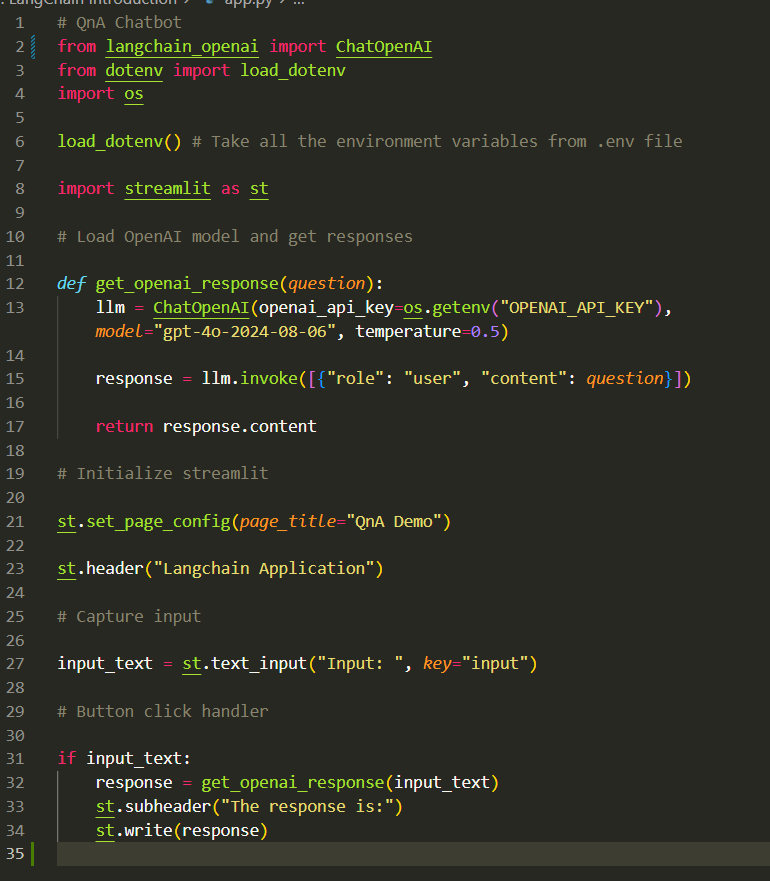 LangChain Introduction > app.py > ...
1 # QnA Chatbot
2 from langchain_openai import ChatOpenAI
3 from dotenv import load_dotenv
4 import os
5
6 load_dotenv() # Take all the environment variables from .env file
7
8 import streamlit as st
9
10 # Load OpenAI model and get responses
11
12 def get_openai_response(question):
13     llm = ChatOpenAI(openai_api_key=os.getenv("OPENAI_API_KEY"),
    model="gpt-4o-2024-08-06", temperature=0.5)
14
15     response = llm.invoke([{"role": "user", "content": question}])
16
17     return response.content
18
19 # Initialize streamlit
20
21 st.set_page_config(page_title="QnA Demo")
22
23 st.header("Langchain Application")
24
25 # Capture input
26
27 input_text = st.text_input("Input: ", key="input")
28
29 # Button click handler
30
31 if input_text:
32     response = get_openai_response(input_text)
33     st.subheader("The response is:")
34     st.write(response)
35